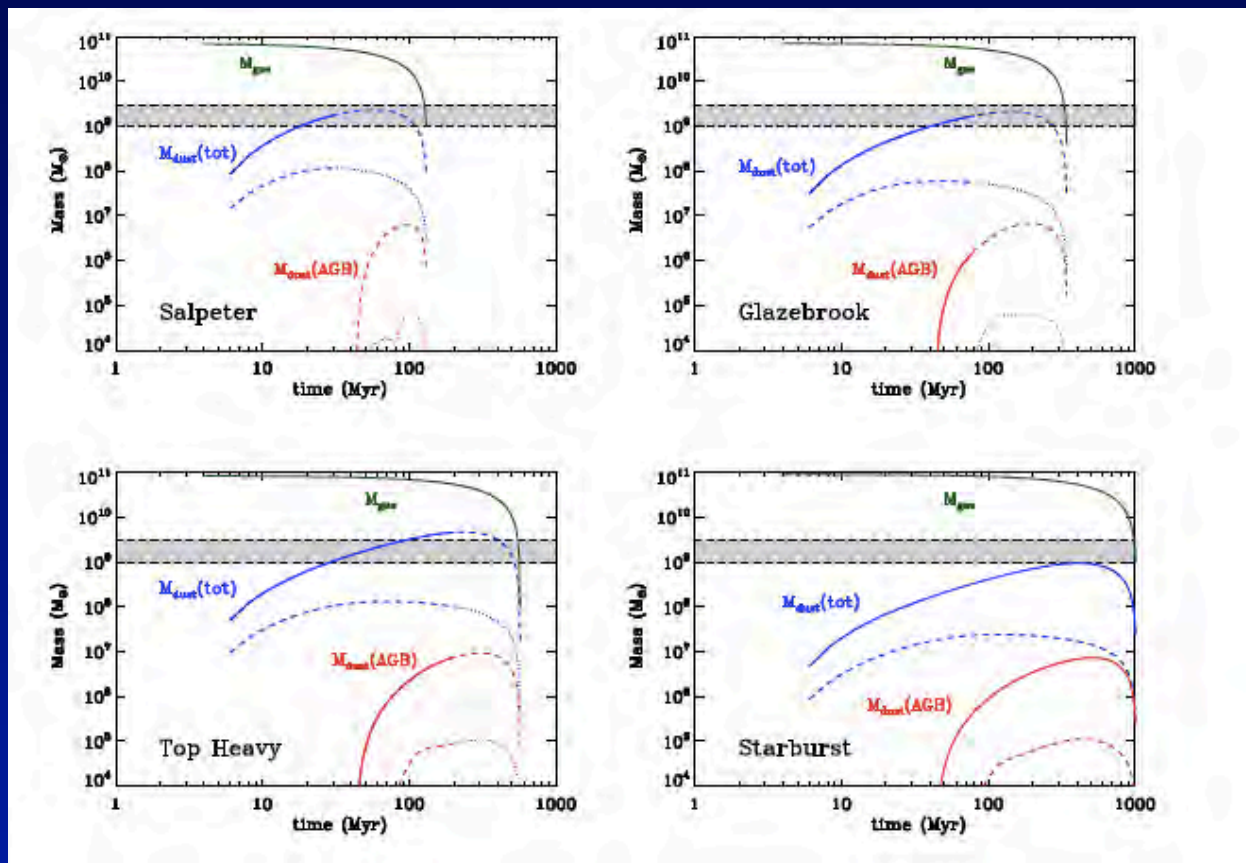 10¹¹
10¹⁰
10⁹
10⁸
10⁷
10⁶
10⁵
10⁴
Mass (M⊙)
M_gas
M_dust(tot)
M_dust(AGB)
Salpeter
1 10 100 1000
time (Myr)
10¹¹
10¹⁰
10⁹
10⁸
10⁷
10⁶
10⁵
10⁴
Mass (M⊙)
M_gas
M_dust(tot)
M_dust(AGB)
Glazebrook
1 10 100 1000
time (Myr)
10¹¹
10¹⁰
10⁹
10⁸
10⁷
10⁶
10⁵
10⁴
Mass (M⊙)
M_gas
M_dust(tot)
M_dust(AGB)
Top Heavy
1 10 100 1000
time (Myr)
10¹¹
10¹⁰
10⁹
10⁸
10⁷
10⁶
10⁵
10⁴
Mass (M⊙)
M_gas
M_dust(tot)
M_dust(AGB)
Starburst
1 10 100 1000
time (Myr)